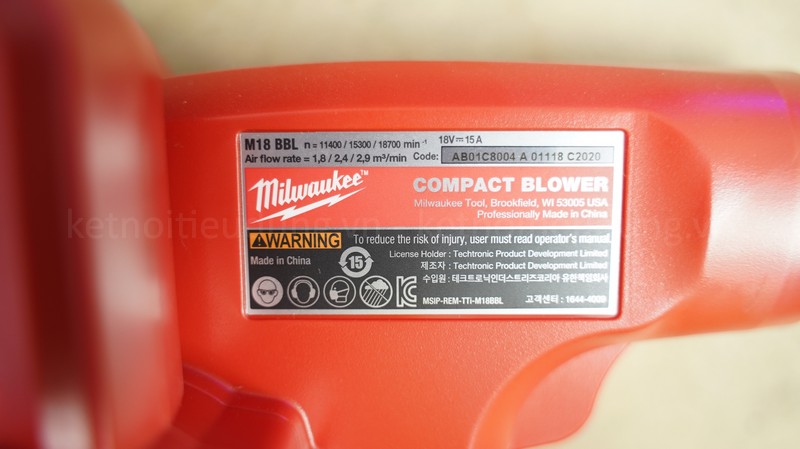 M18 BBL n = 11400 / 15300 / 18700 min⁻¹ 18V⎓15A
Air flow rate = 1,8 / 2,4 / 2,9 m³/min Code: AB01C8004 A 01118 C2020
Milwaukee™ COMPACT BLOWER
Milwaukee Tool, Brookfield, WI 53005 USA
Professionally Made in China
WARNING To reduce the risk of injury, user must read operator's manual.
Made in China
15
License Holder : Techtronic Product Development Limited
제조자 : Techtronic Product Development Limited
수입원 : 테크트로닉인더스트리즈코리아 유한책임회사
MSIP-REM-TTi-M18BBL 고객센터 : 1644-4009
ketnoitieudung.vn